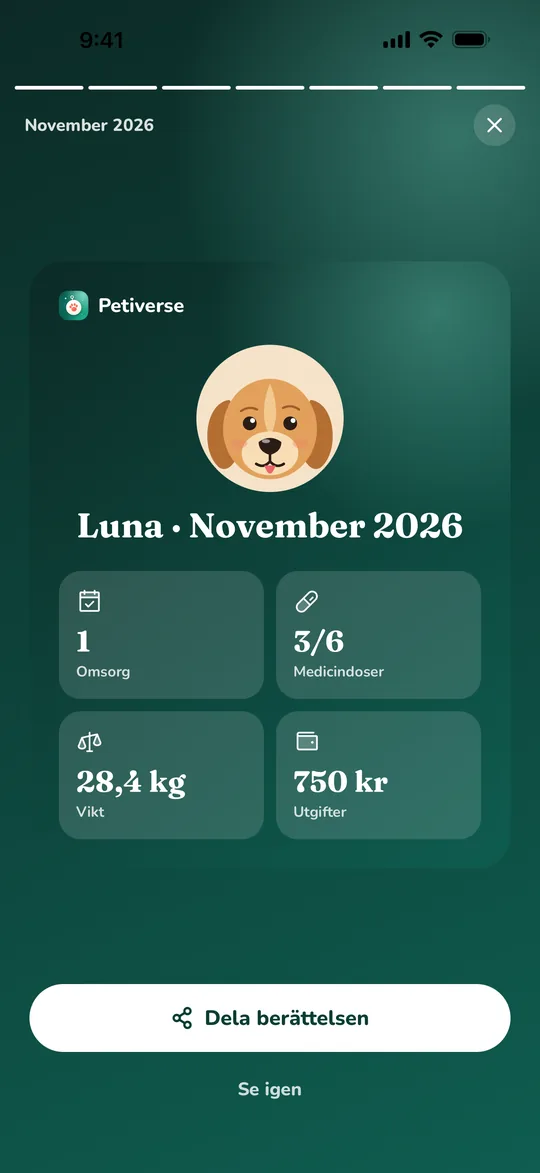 9:41
November 2026
Petiverse
Luna • November 2026
1
Omsorg
3/6
Medicindoser
28,4 kg
Vikt
750 kr
Utgifter
Dela berättelsen
Se igen